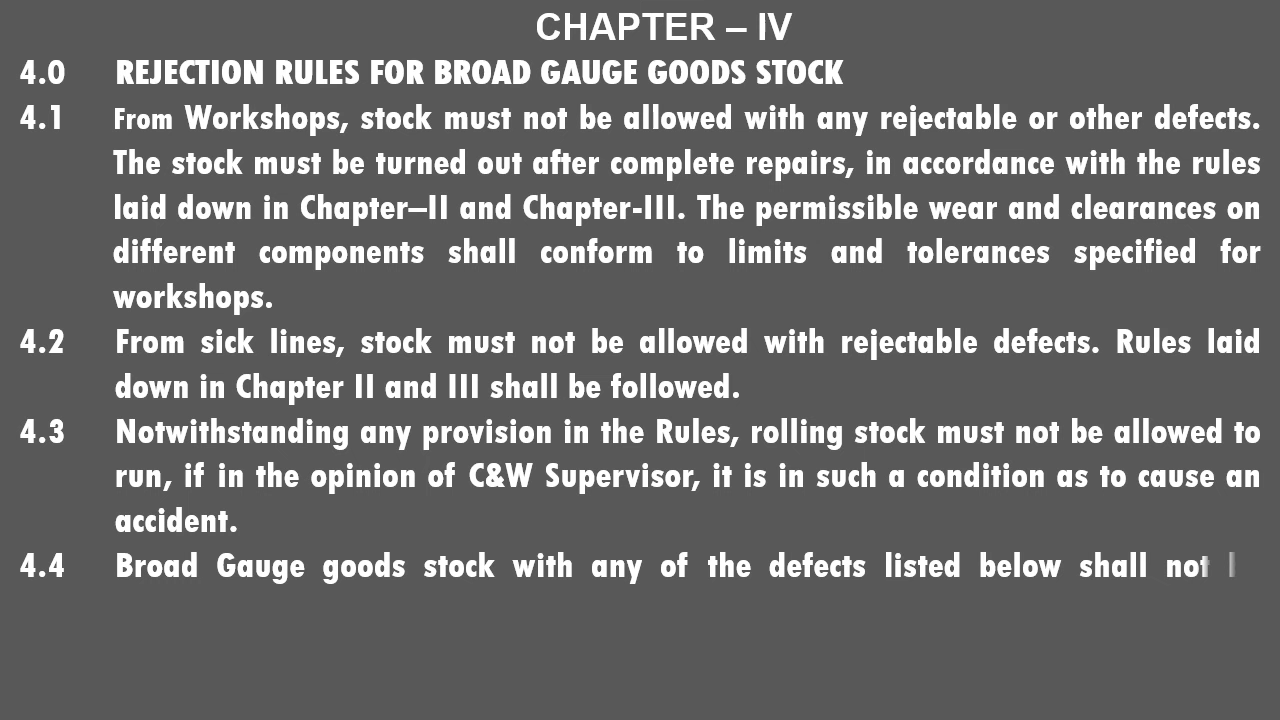 CHAPTER – IV
4.0 REJECTION RULES FOR BROAD GAUGE GOODS STOCK
4.1 From Workshops, stock must not be allowed with any rejectable or other defects.
The stock must be turned out after complete repairs, in accordance with the rules
laid down in Chapter–II and Chapter-III. The permissible wear and clearances on
different components shall conform to limits and tolerances specified for
workshops.
4.2 From sick lines, stock must not be allowed with rejectable defects. Rules laid
down in Chapter II and III shall be followed.
4.3 Notwithstanding any provision in the Rules, rolling stock must not be allowed to
run, if in the opinion of C&W Supervisor, it is in such a condition as to cause an
accident.
4.4 Broad Gauge goods stock with any of the defects listed below shall not